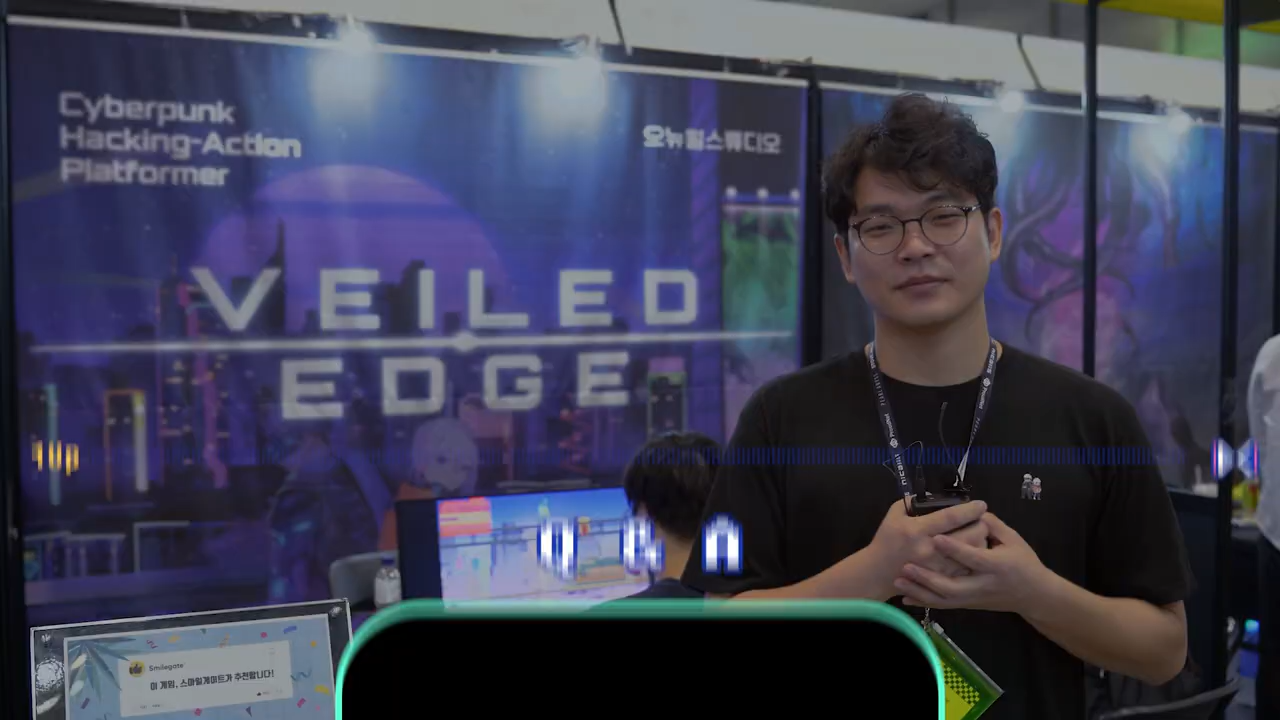 Cyberpunk
Hacking-Action
Platformer
오뉴월스튜디오
VEILED
EDGE
Q & A
Smilegate
이 게임, 스마일게이트가 추천합니다!